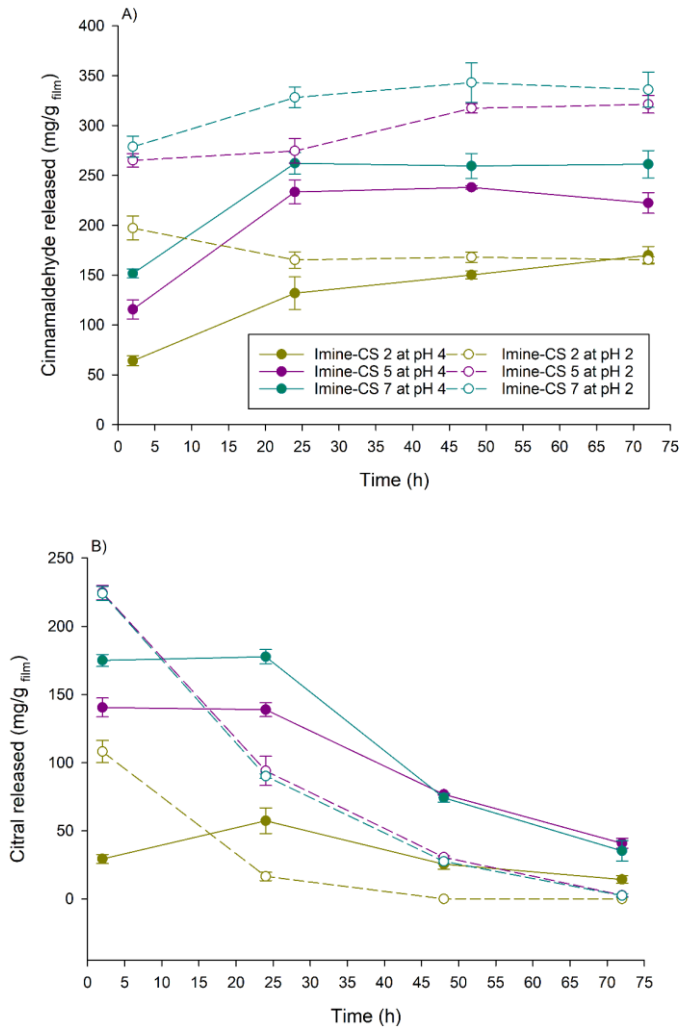 A)
400
350
300
250
200
150
100
50
0
Cinnamaldehyde released (mg/g film)
Imine-CS 2 at pH 4 Imine-CS 2 at pH 2
Imine-CS 5 at pH 4 Imine-CS 5 at pH 2
Imine-CS 7 at pH 4 Imine-CS 7 at pH 2
0 5 10 15 20 25 30 35 40 45 50 55 60 65 70 75
Time (h)
B)
250
200
150
100
50
0
Citral released (mg/g film)
0 5 10 15 20 25 30 35 40 45 50 55 60 65 70 75
Time (h)